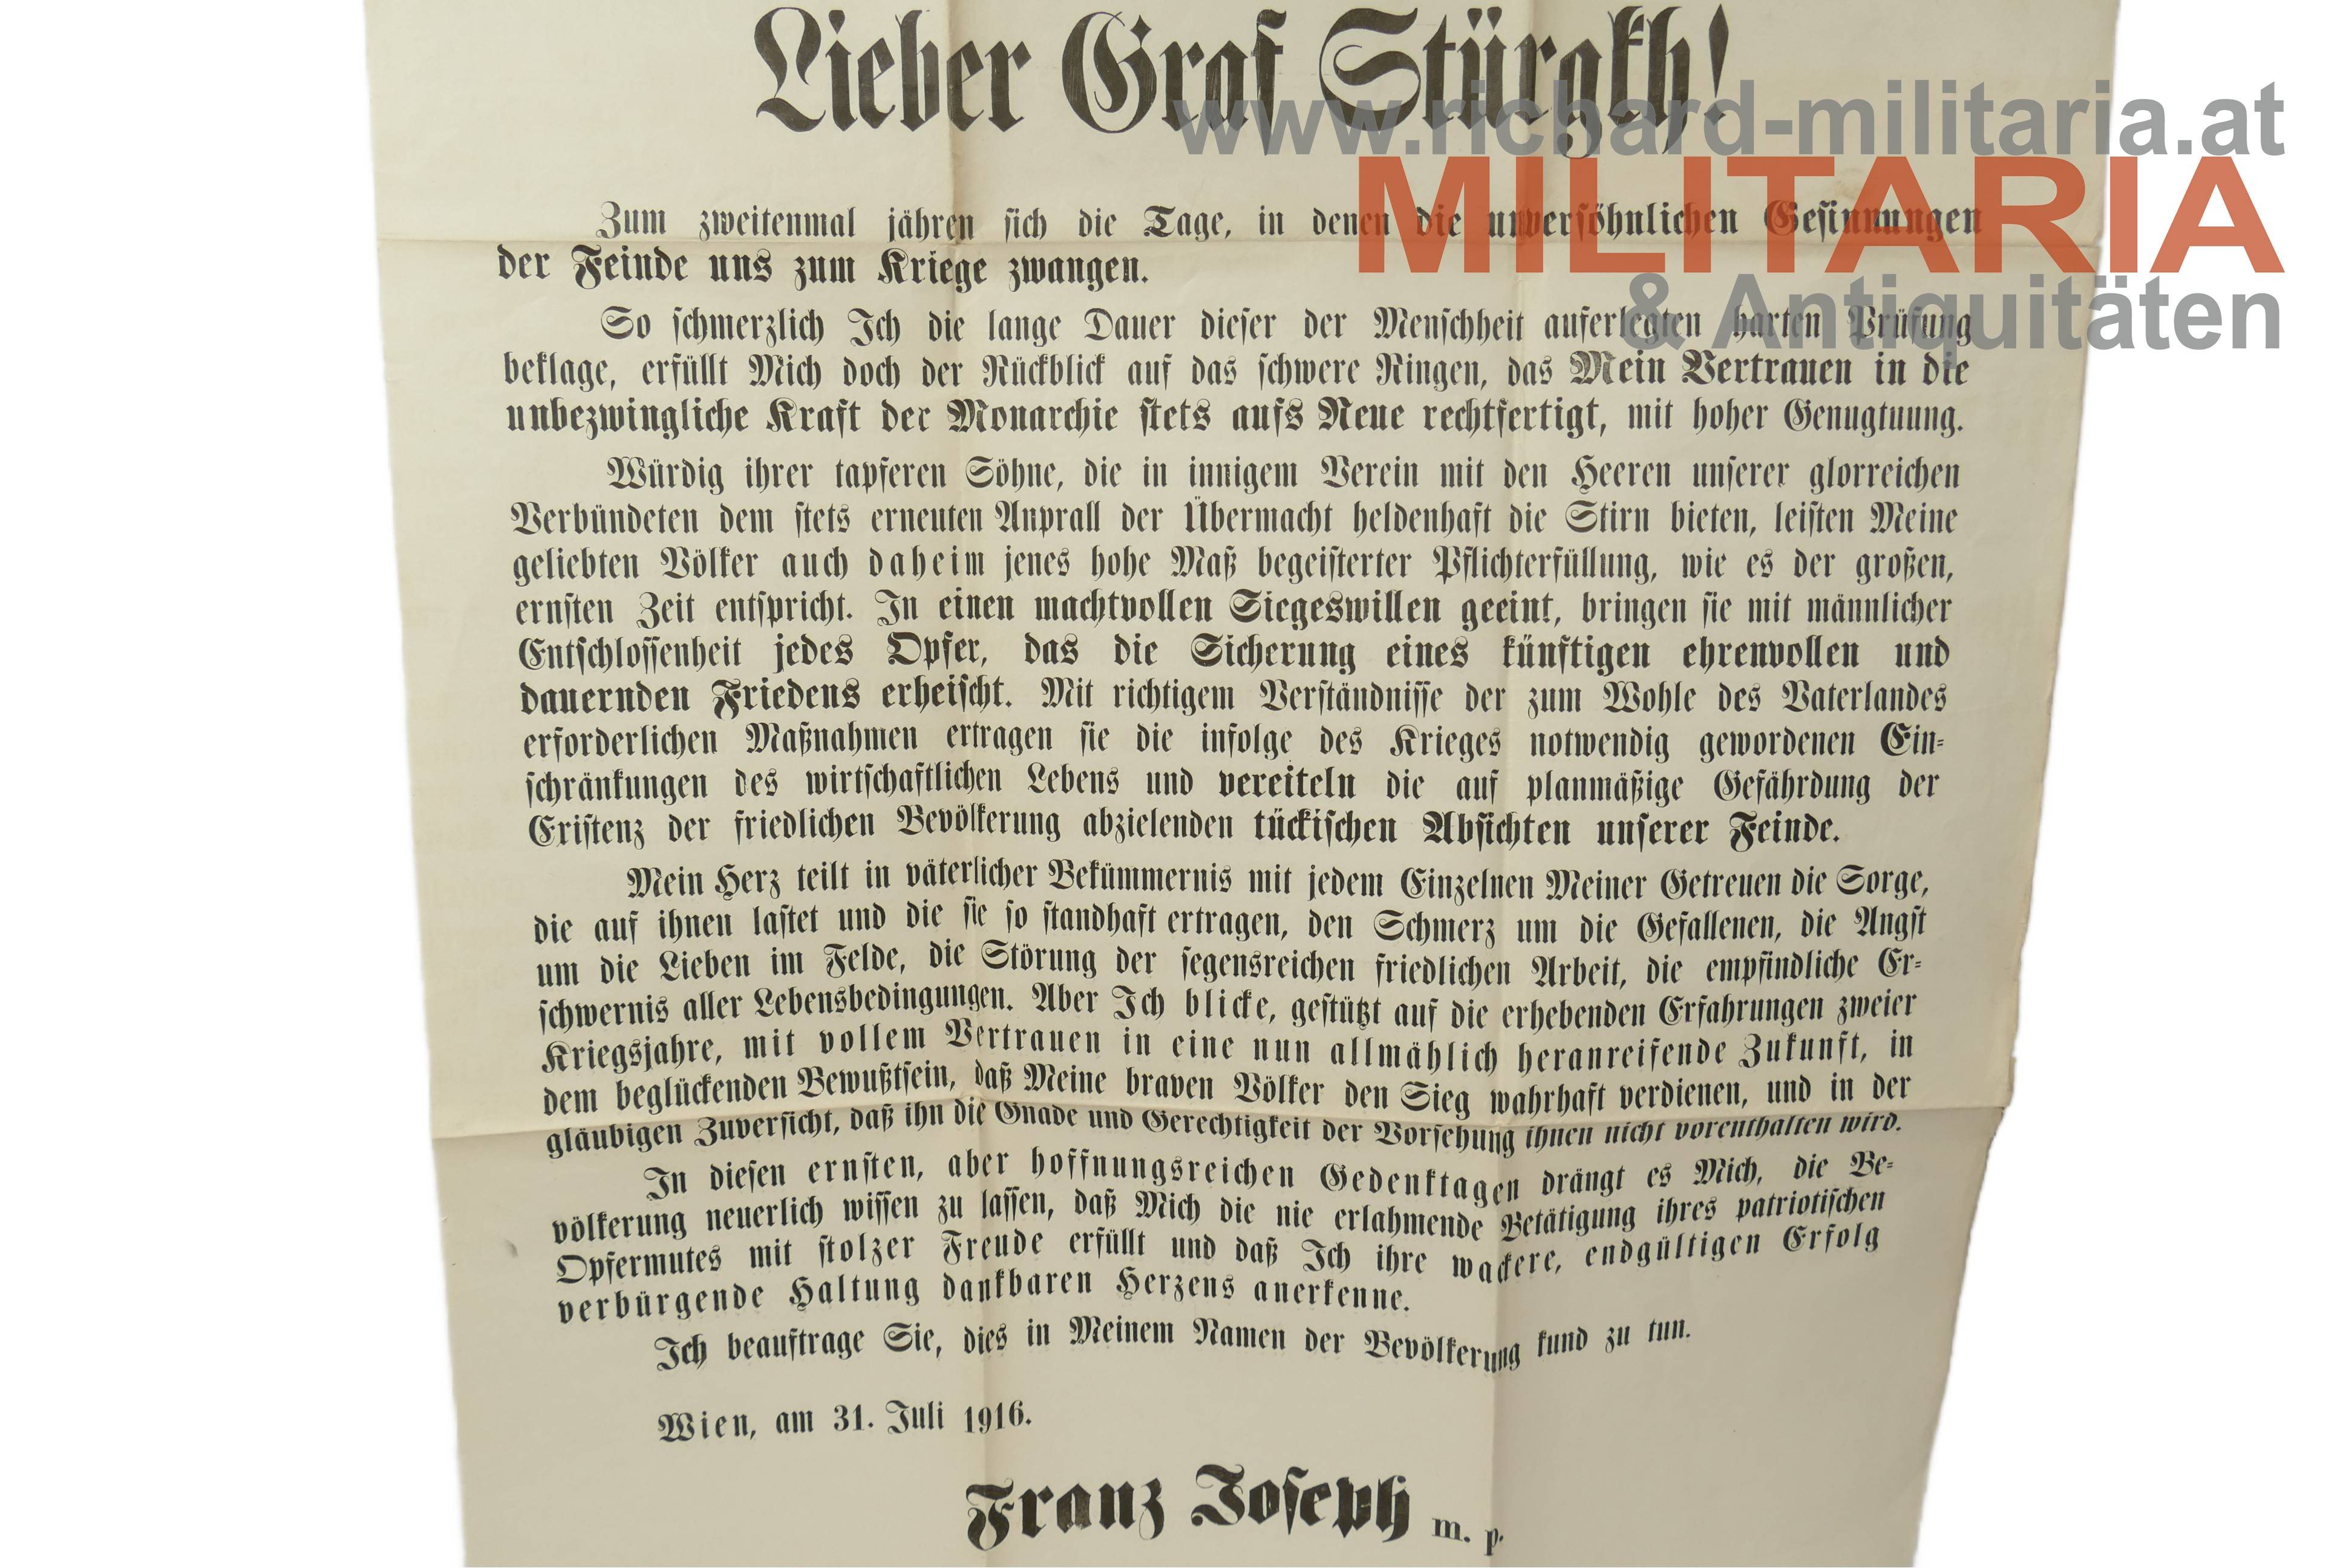 Lieber Graf Stürgkh!
www.richard-militaria.at
MILITARIA
& Antiquitäten
Zum zweitenmal jähren sich die Tage, in denen die unversöhnlichen Gesinnungen
der Feinde uns zum Kriege zwangen.
So schmerzlich Ich die lange Dauer dieser der Menschheit auferlegten harten Prüfung
beklage, erfüllt Mich doch der Rückblick auf das schwere Ringen, das Mein Vertrauen in die
unbezwingliche Kraft der Monarchie stets aufs Neue rechtfertigt, mit hoher Genugtuung.
Würdig ihrer tapferen Söhne, die in innigem Verein mit den Heeren unserer glorreichen
Verbündeten dem stets erneuten Anprall der Übermacht heldenhaft die Stirn bieten, leisten Meine
geliebten Völker auch daheim jenes hohe Maß begeisterter Pflichterfüllung, wie es der großen,
ernsten Zeit entspricht. In einen machtvollen Siegeswillen geeint, bringen sie mit männlicher
Entschlossenheit jedes Opfer, das die Sicherung eines künftigen ehrenvollen und
dauernden Friedens erheischt. Mit richtigem Verständnisse der zum Wohle des Vaterlandes
erforderlichen Maßnahmen ertragen sie die infolge des Krieges notwendig gewordenen Ein-
schränkungen des wirtschaftlichen Lebens und vereiteln die auf planmäßige Gefährdung der
Existenz der friedlichen Bevölkerung abzielenden tückischen Absichten unserer Feinde.
Mein Herz teilt in väterlicher Bekümmernis mit jedem Einzelnen Meiner Getreuen die Sorge,
die auf ihnen lastet und die sie so standhaft ertragen, den Schmerz um die Gefallenen, die Angst
um die Lieben im Felde, die Störung der segensreichen friedlichen Arbeit, die empfindliche Er-
schwernis aller Lebensbedingungen. Aber Ich blicke, gestützt auf die erhebenden Erfahrungen zweier
Kriegsjahre, mit vollem Vertrauen in eine nun allmählich heranreifende Zukunft, in
dem beglückenden Bewußtsein, daß Meine braven Völker den Sieg wahrhaft verdienen, und in der
gläubigen Zuversicht, daß ihn die Gnade und Gerechtigkeit der Vorsehung ihnen nicht vorenthalten wird.
In diesen ernsten, aber hoffnungsreichen Gedenktagen drängt es Mich, die Be-
völkerung neuerlich wissen zu lassen, daß Mich die nie erlahmende Betätigung ihres patriotischen
Opfermutes mit stolzer Freude erfüllt und daß Ich ihre wackere, endgültigen Erfolg
verbürgende Haltung dankbaren Herzens anerkenne.
Ich beauftrage Sie, dies in Meinem Namen der Bevölkerung kund zu tun.
Wien, am 31. Juli 1916.
Franz Joseph m. p.